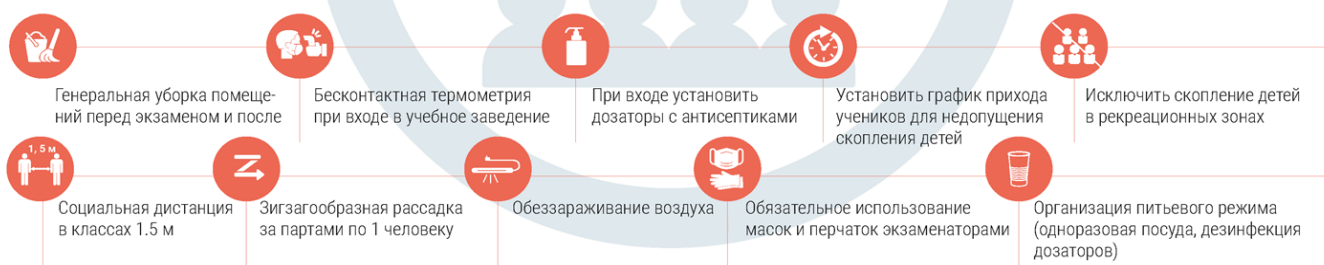 Генеральная уборка помеще-
ний перед экзаменом и после
Бесконтактная термометрия
при входе в учебное заведение
При входе установить
дозаторы с антисептиками
Установить график прихода
учеников для недопущения
скопления детей
Исключить скопление детей
в рекреационных зонах
1, 5 м
Социальная дистанция
в классах 1.5 м
Зигзагообразная рассадка
за партами по 1 человеку
Обеззараживание воздуха
Обязательное использование
масок и перчаток экзаменаторами
Организация питьевого режима
(одноразовая посуда, дезинфекция
дозаторов)